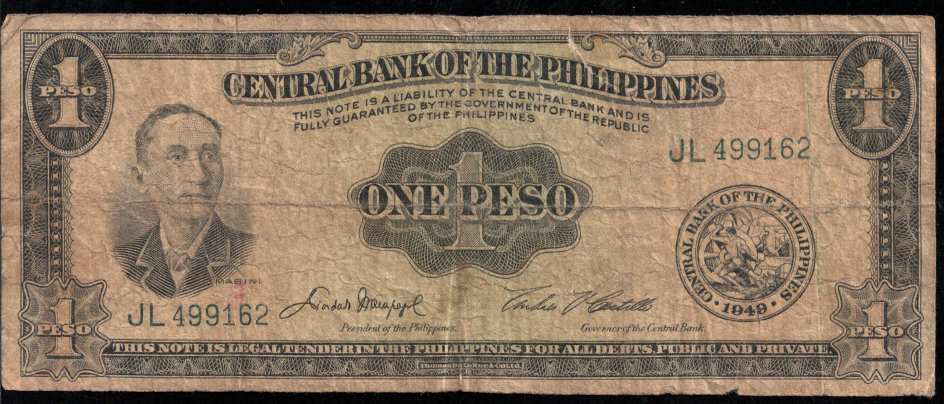 1
PESO
1
PESO
CENTRAL BANK OF THE PHILIPPINES
THIS NOTE IS A LIABILITY OF THE CENTRAL BANK AND IS
FULLY GUARANTEED BY THE GOVERNMENT OF THE REPUBLIC
OF THE PHILIPPINES
JL 499162
1
ONE PESO
CENTRAL BANK OF THE PHILIPPINES
· 1949 ·
MABINI
JL 499162
President of the Philippines.
Governor of the Central Bank.
1
PESO
1
PESO
THIS NOTE IS LEGAL TENDER IN THE PHILIPPINES FOR ALL DEBTS, PUBLIC AND PRIVATE.